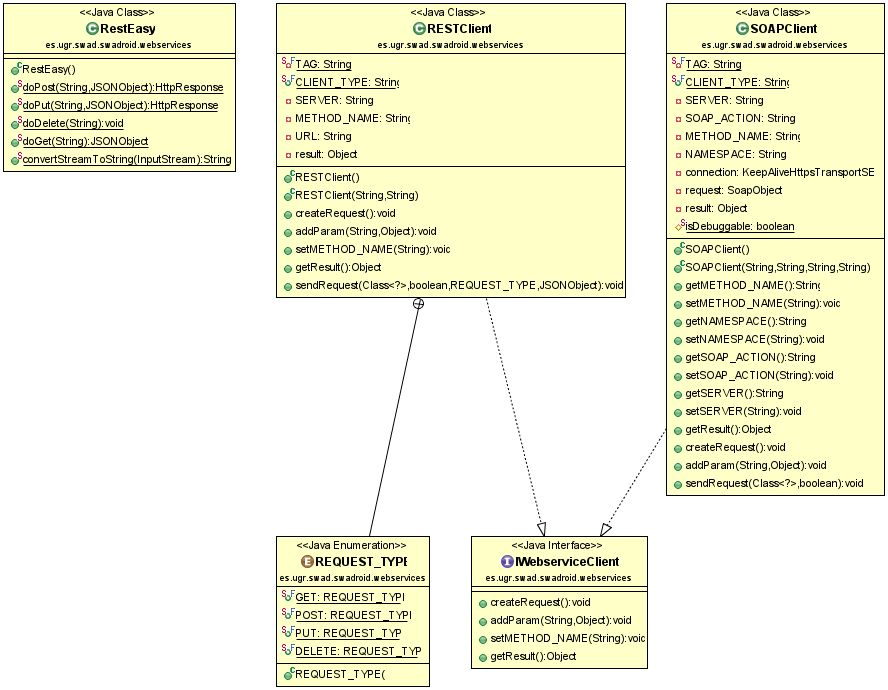 <<Java Class>>
RestEasy
es.ugr.swad.swadroid.webservices
RestEasy()
doPost(String,JSONObject):HttpResponse
doPut(String,JSONObject):HttpResponse
doDelete(String):void
doGet(String):JSONObject
convertStreamToString(InputStream):String
<<Java Class>>
RESTClient
es.ugr.swad.swadroid.webservices
TAG: String
CLIENT_TYPE: String
SERVER: String
METHOD_NAME: String
URL: String
result: Object
RESTClient()
RESTClient(String,String)
createRequest():void
addParam(String,Object):void
setMETHOD_NAME(String):void
getResult():Object
sendRequest(Class<?>,boolean,REQUEST_TYPE,JSONObject):void
<<Java Class>>
SOAPClient
es.ugr.swad.swadroid.webservices
TAG: String
CLIENT_TYPE: String
SERVER: String
SOAP_ACTION: String
METHOD_NAME: String
NAMESPACE: String
connection: KeepAliveHttpsTransportSE
request: SoapObject
result: Object
isDebuggable: boolean
SOAPClient()
SOAPClient(String,String,String,String)
getMETHOD_NAME():String
setMETHOD_NAME(String):void
getNAMESPACE():String
setNAMESPACE(String):void
getSOAP_ACTION():String
setSOAP_ACTION(String):void
getSERVER():String
setSERVER(String):void
getResult():Object
createRequest():void
addParam(String,Object):void
sendRequest(Class<?>,boolean):void
<<Java Enumeration>>
REQUEST_TYPE
es.ugr.swad.swadroid.webservices
GET: REQUEST_TYPE
POST: REQUEST_TYPE
PUT: REQUEST_TYP
DELETE: REQUEST_TYP
REQUEST_TYPE(
<<Java Interface>>
IWebserviceClient
es.ugr.swad.swadroid.webservices
createRequest():void
addParam(String,Object):void
setMETHOD_NAME(String):void
getResult():Object